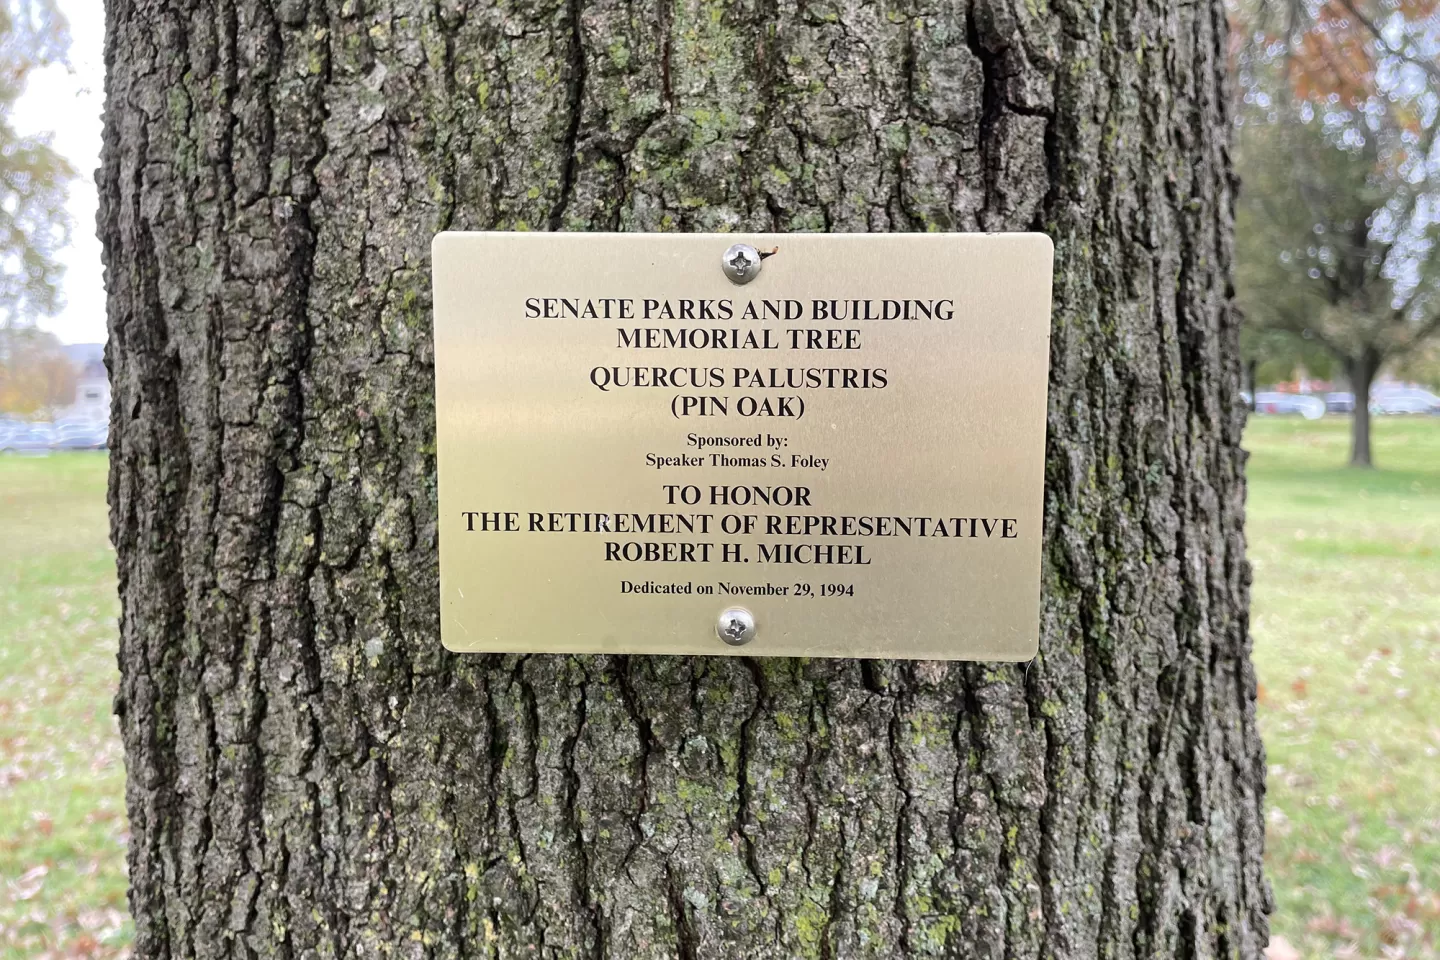 SENATE PARKS AND BUILDING
MEMORIAL TREE
QUERCUS PALUSTRIS
(PIN OAK)
Sponsored by:
Speaker Thomas S. Foley
TO HONOR
THE RETIREMENT OF REPRESENTATIVE
ROBERT H. MICHEL
Dedicated on November 29, 1994